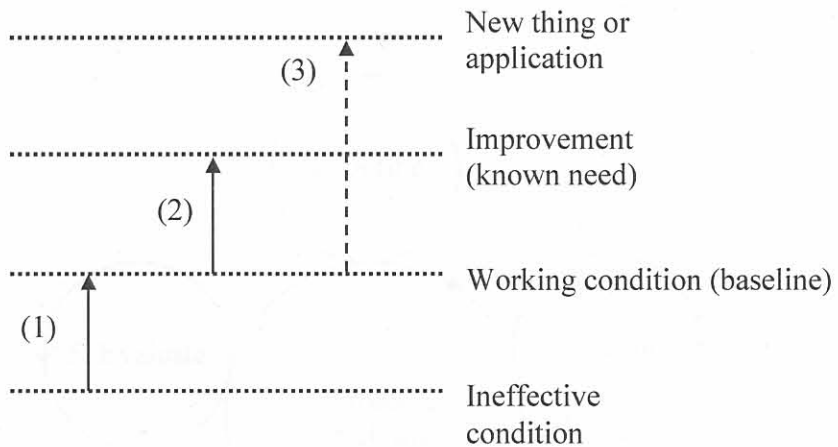 New thing or
application
(3)
Improvement
(known need)
(2)
Working condition (baseline)
(1)
Ineffective
condition